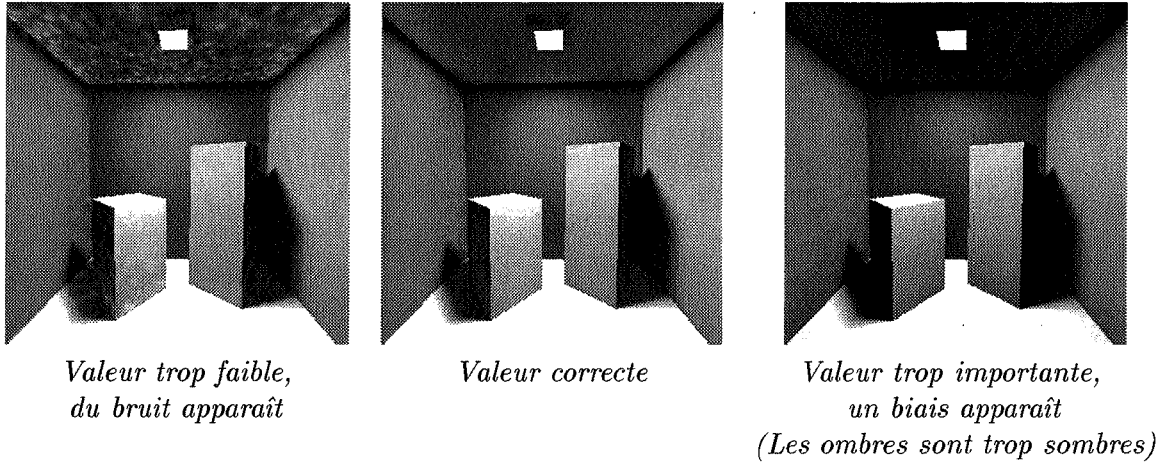 Valeur trop faible,
du bruit apparaît
Valeur correcte
Valeur trop importante,
un biais apparaît
(Les ombres sont trop sombres)